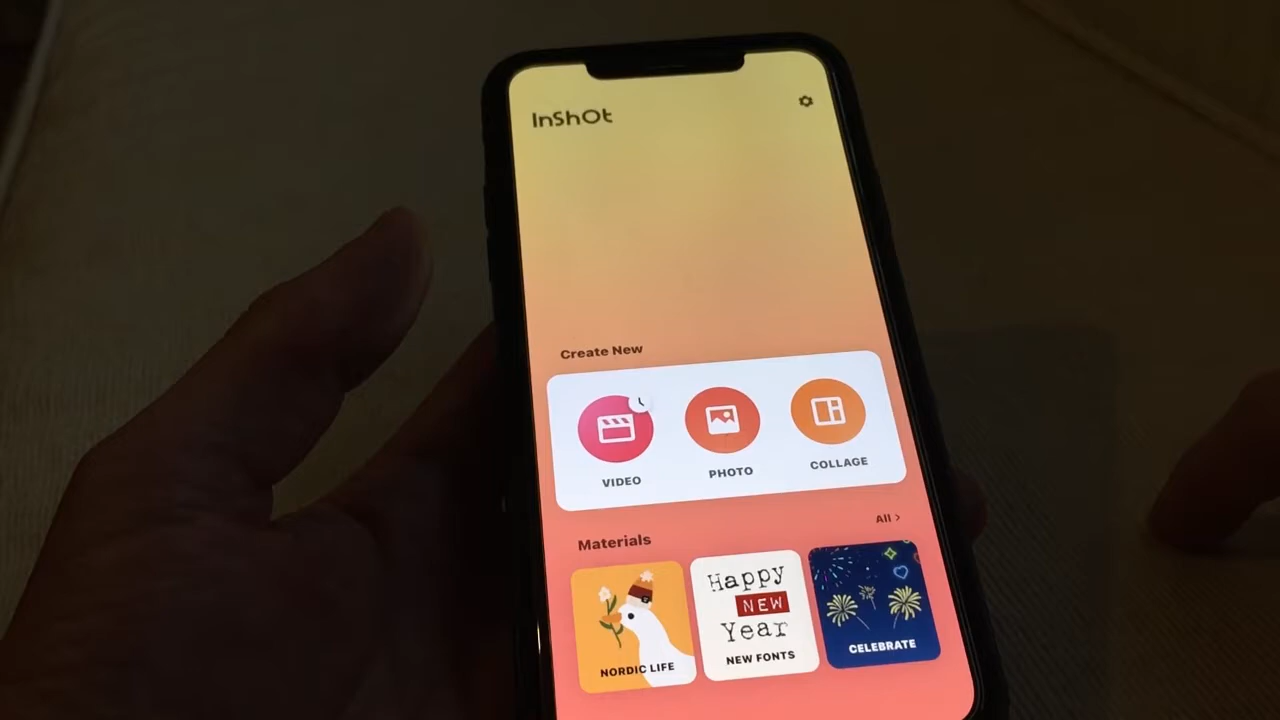 InShOt
Create New
VIDEO
PHOTO
COLLAGE
All >
Materials
NORDIC LIFE
Happy
NEW
Year
NEW FONTS
CELEBRATE